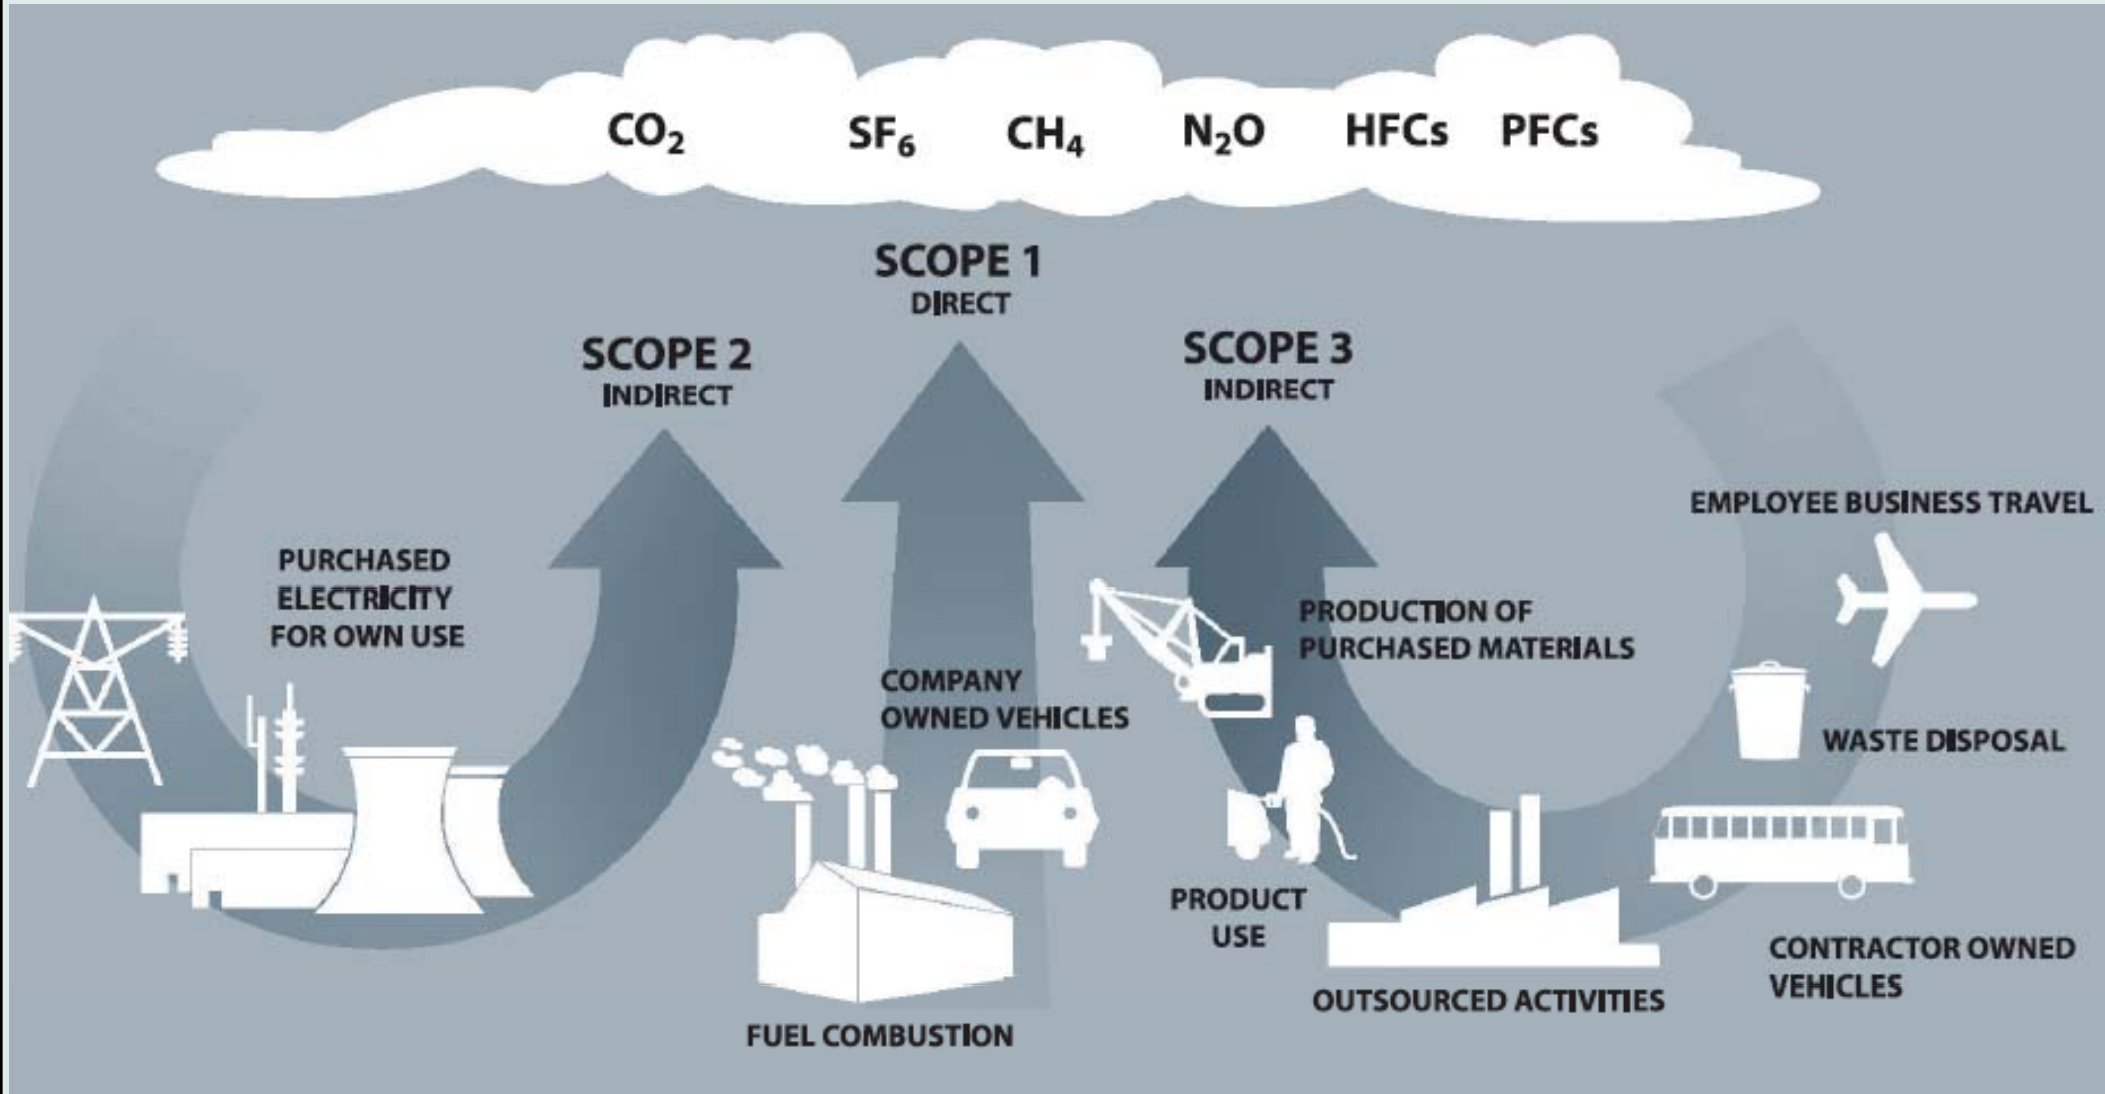 CO₂ SF₆ CH₄ N₂O HFCs PFCs
SCOPE 1
DIRECT
SCOPE 2
INDIRECT
SCOPE 3
INDIRECT
PURCHASED
ELECTRICITY
FOR OWN USE
COMPANY
OWNED VEHICLES
FUEL COMBUSTION
PRODUCTION OF
PURCHASED MATERIALS
PRODUCT
USE
OUTSOURCED ACTIVITIES
EMPLOYEE BUSINESS TRAVEL
WASTE DISPOSAL
CONTRACTOR OWNED
VEHICLES